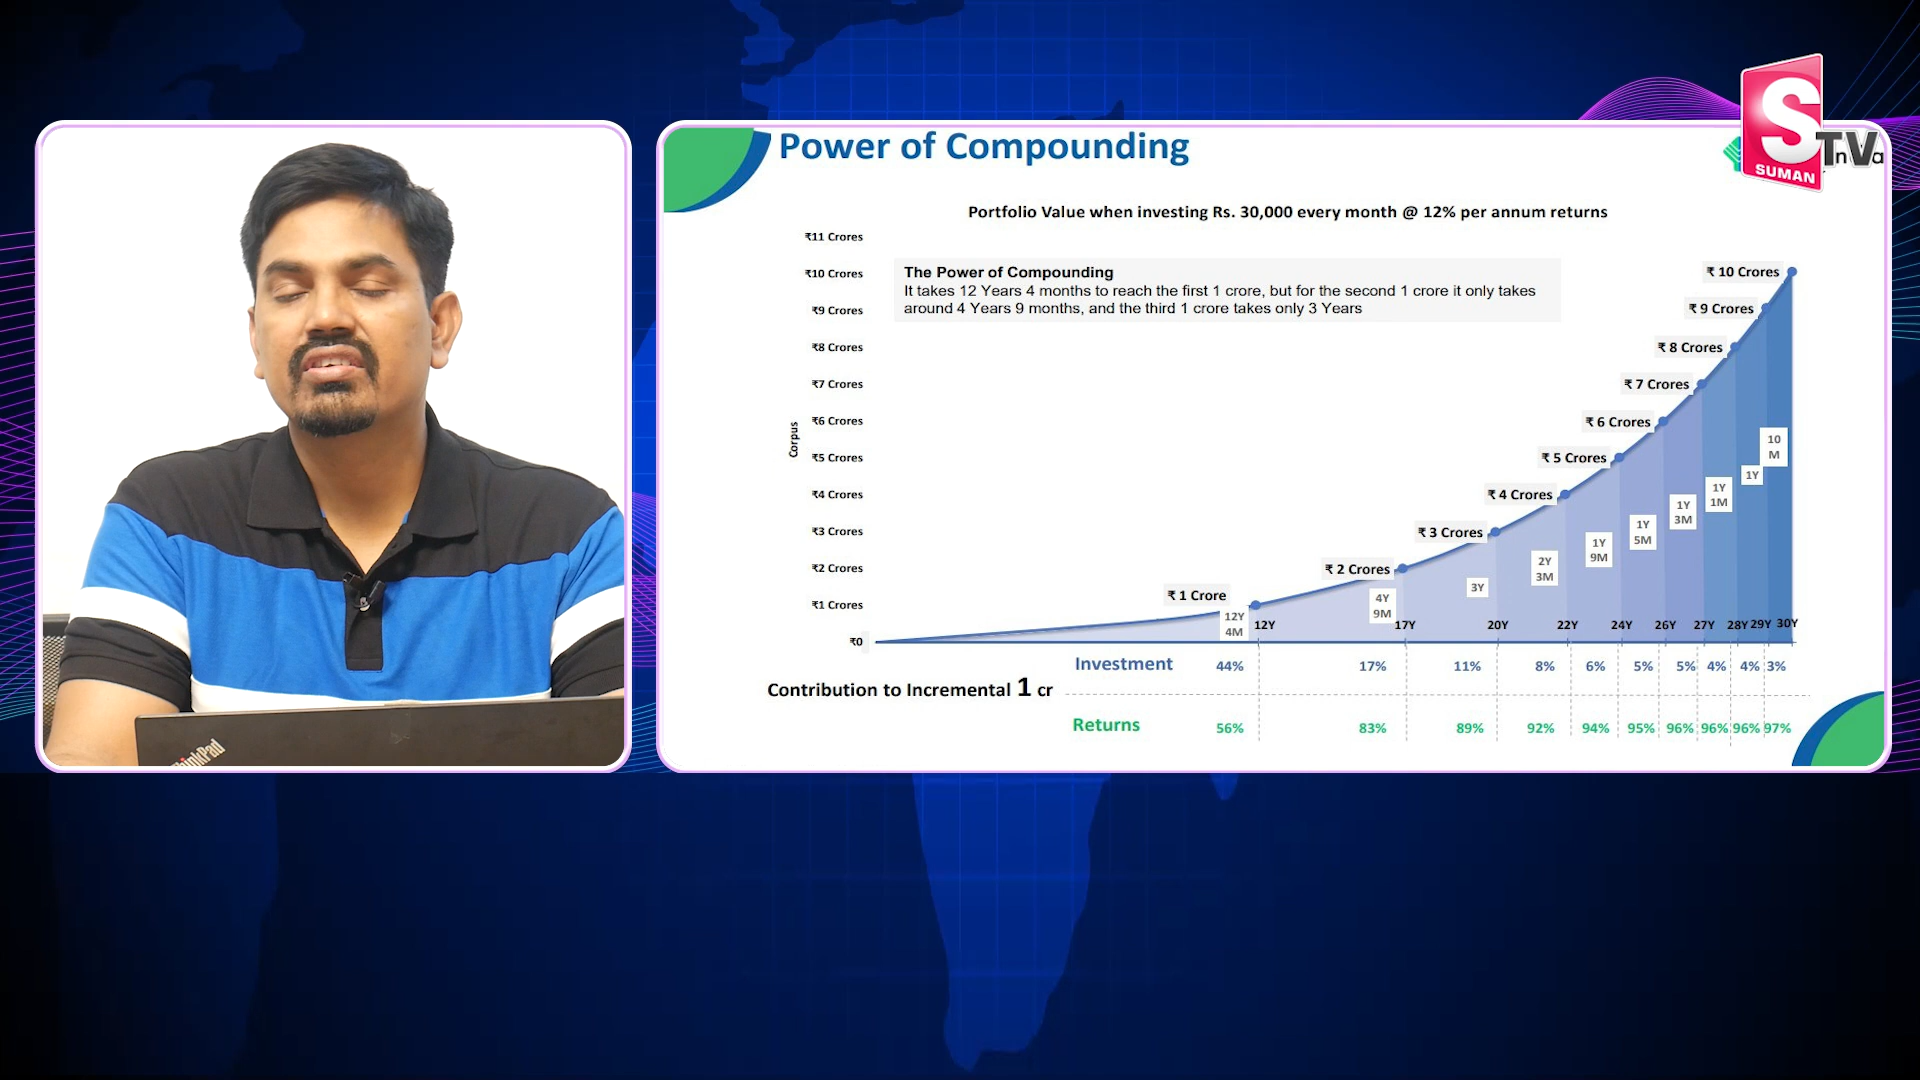 Power of Compounding
S
TV
SUMAN
Portfolio Value when investing Rs. 30,000 every month @ 12% per annum returns
₹11 Crores
₹10 Crores
₹9 Crores
₹8 Crores
₹7 Crores
₹6 Crores
₹5 Crores
₹4 Crores
₹3 Crores
₹2 Crores
₹1 Crores
₹0
Corpus
The Power of Compounding
It takes 12 Years 4 months to reach the first 1 crore, but for the second 1 crore it only takes
around 4 Years 9 months, and the third 1 crore takes only 3 Years
₹ 10 Crores
₹ 9 Crores
₹ 8 Crores
₹ 7 Crores
₹ 6 Crores
₹ 5 Crores
₹ 4 Crores
₹ 3 Crores
₹ 2 Crores
₹ 1 Crore
12Y
4M
4Y
9M
3Y
2Y
3M
1Y
9M
1Y
5M
1Y
3M
1Y
1M
1Y
10
M
12Y 17Y 20Y 22Y 24Y 26Y 27Y 28Y 29Y 30Y
Investment 44% 17% 11% 8% 6% 5% 5% 4% 4% 3%
Contribution to Incremental 1 cr
Returns 56% 83% 89% 92% 94% 95% 96% 96% 96% 97%
ThinkPad